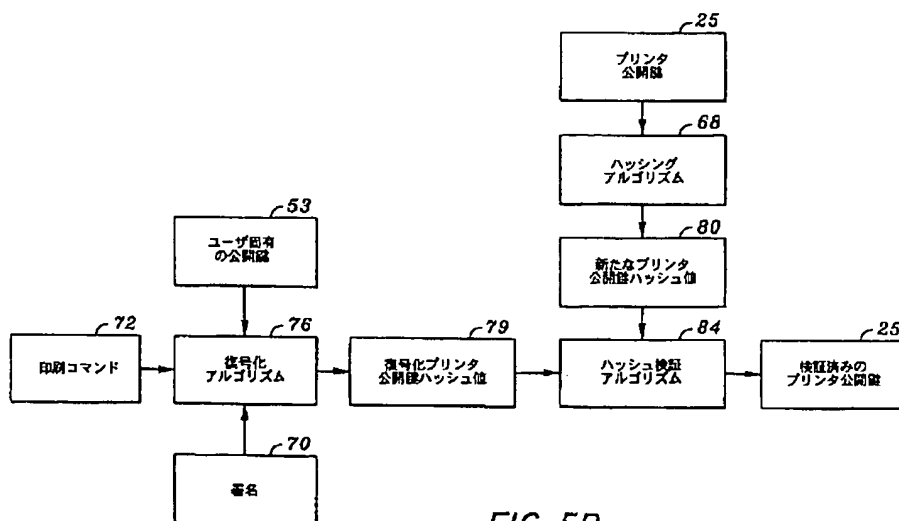 25
プリンタ
公開鍵
68
ハッシング
アルゴリズム
53
ユーザ固有
の公開鍵
80
新たなプリンタ
公開鍵ハッシュ値
72
印刷コマンド
76
復号化
アルゴリズム
79
復号化プリンタ
公開鍵ハッシュ値
84
ハッシュ検証
アルゴリズム
25
検証済みの
プリンタ公開鍵
70
署名
FIG. 5B